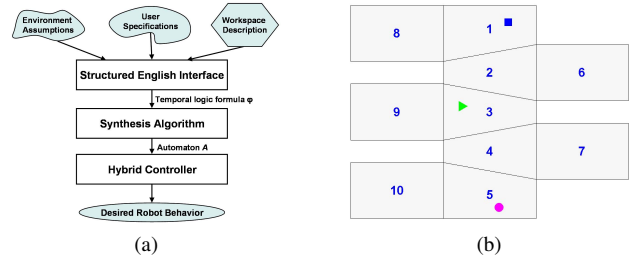 Environment
Assumptions
User
Specifications
Workspace
Description
Structured English Interface
Temporal logic formula φ
Synthesis Algorithm
Automaton A
Hybrid Controller
Desired Robot Behavior
(a)
1
8
2
6
3
9
4
7
5
10
(b)